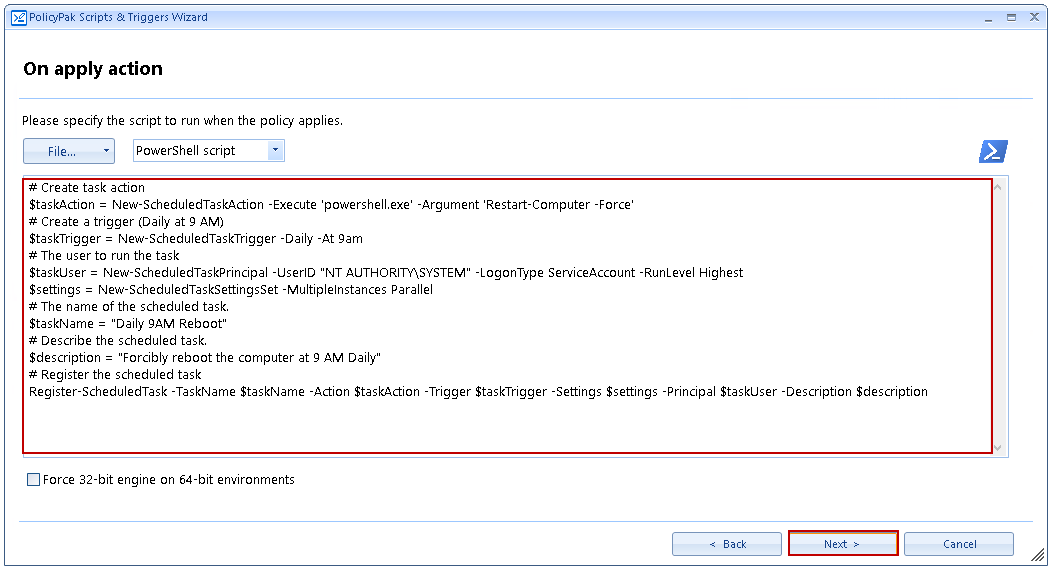 PolicyPak Scripts & Triggers Wizard
On apply action
Please specify the script to run when the policy applies.
File...
PowerShell script
# Create task action
$taskAction = New-ScheduledTaskAction -Execute 'powershell.exe' -Argument 'Restart-Computer -Force'
# Create a trigger (Daily at 9 AM)
$taskTrigger = New-ScheduledTaskTrigger -Daily -At 9am
# The user to run the task
$taskUser = New-ScheduledTaskPrincipal -UserID "NT AUTHORITY\SYSTEM" -LogonType ServiceAccount -RunLevel Highest
$settings = New-ScheduledTaskSettingsSet -MultipleInstances Parallel
# The name of the scheduled task.
$taskName = "Daily 9AM Reboot"
# Describe the scheduled task.
$description = "Forcibly reboot the computer at 9 AM Daily"
# Register the scheduled task
Register-ScheduledTask -TaskName $taskName -Action $taskAction -Trigger $taskTrigger -Settings $settings -Principal $taskUser -Description $description
Force 32-bit engine on 64-bit environments
< Back
Next >
Cancel